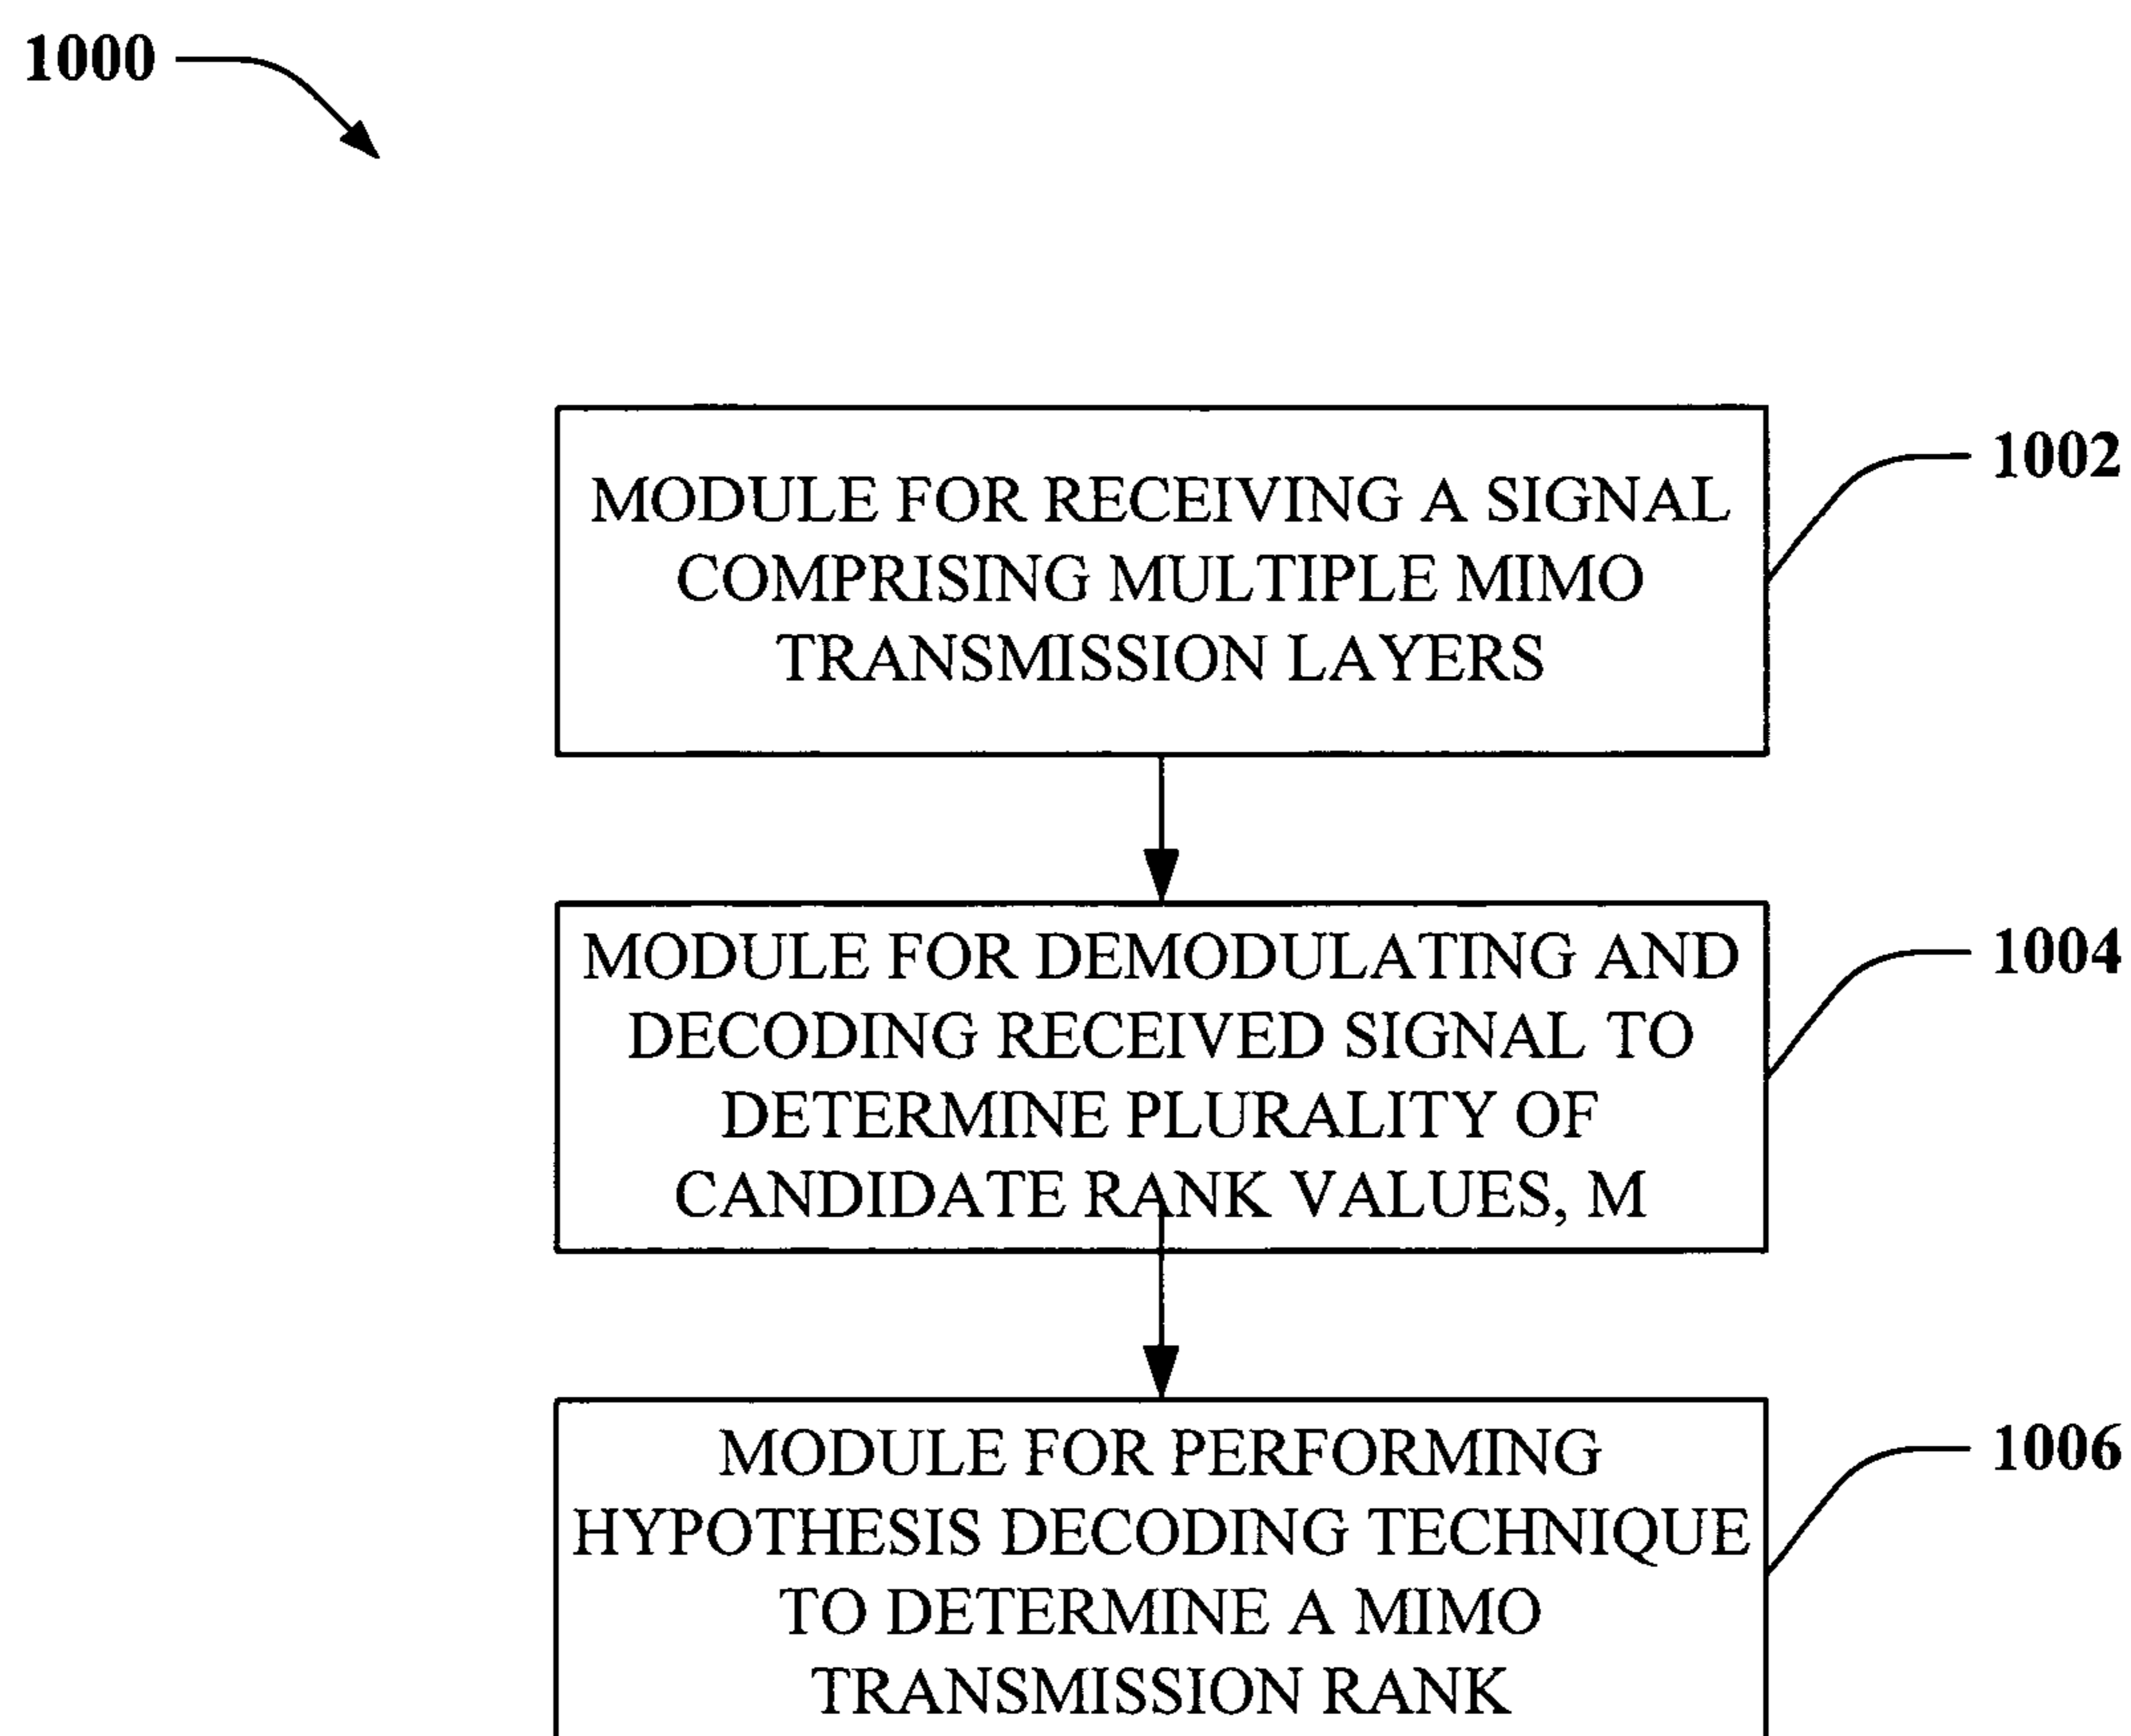 1000
MODULE FOR RECEIVING A SIGNAL
COMPRISING MULTIPLE MIMO
TRANSMISSION LAYERS
1002
MODULE FOR DEMODULATING AND
DECODING RECEIVED SIGNAL TO
DETERMINE PLURALITY OF
CANDIDATE RANK VALUES, M
1004
MODULE FOR PERFORMING
HYPOTHESIS DECODING TECHNIQUE
TO DETERMINE A MIMO
TRANSMISSION RANK
1006